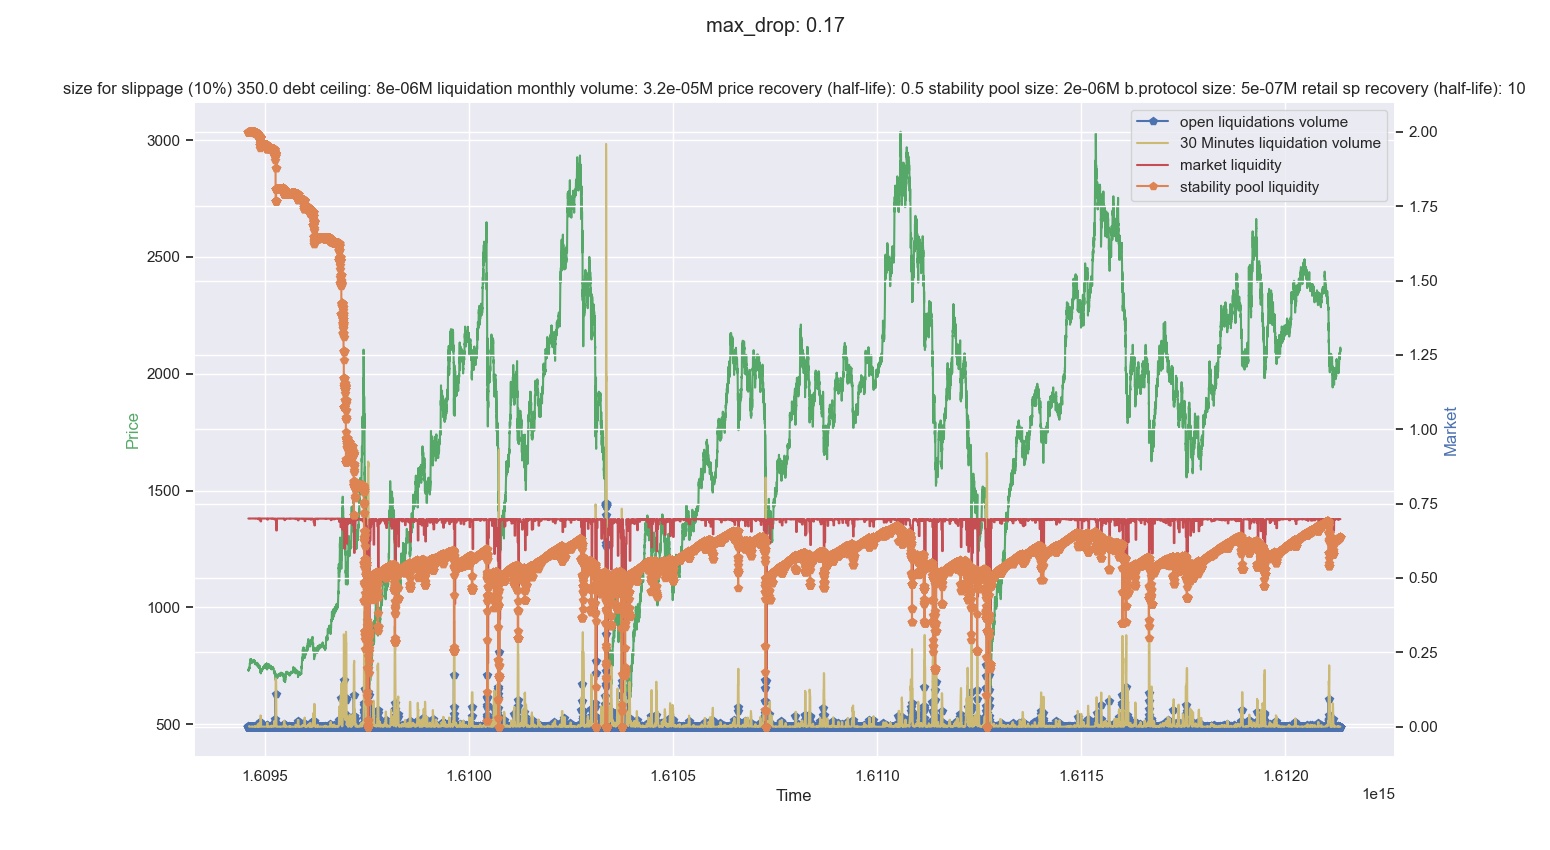 max_drop: 0.17
size for slippage (10%) 350.0 debt ceiling: 8e-06M liquidation monthly volume: 3.2e-05M price recovery (half-life): 0.5 stability pool size: 2e-06M b.protocol size: 5e-07M retail sp recovery (half-life): 10
open liquidations volume
30 Minutes liquidation volume
market liquidity
stability pool liquidity
3000
2500
2000
1500
1000
500
Price
2.00
1.75
1.50
1.25
1.00
0.75
0.50
0.25
0.00
Market
1.6095 1.6100 1.6105 1.6110 1.6115 1.6120
Time
1e15